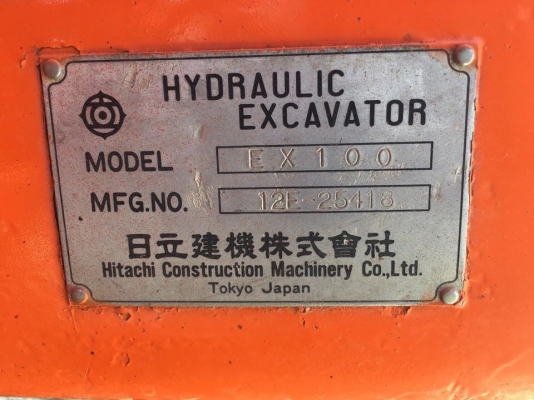 HYDRAULIC
EXCAVATOR
MODEL EX100
MFG.NO. 12E-25418
日立建機株式會社
Hitachi Construction Machinery Co.,Ltd.
Tokyo Japan